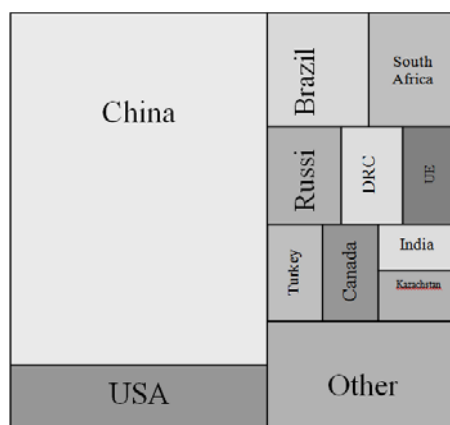 China
Brazil
South
Africa
Russi
DRC
UE
Turkey
Canada
India
Kazachstan
USA
Other